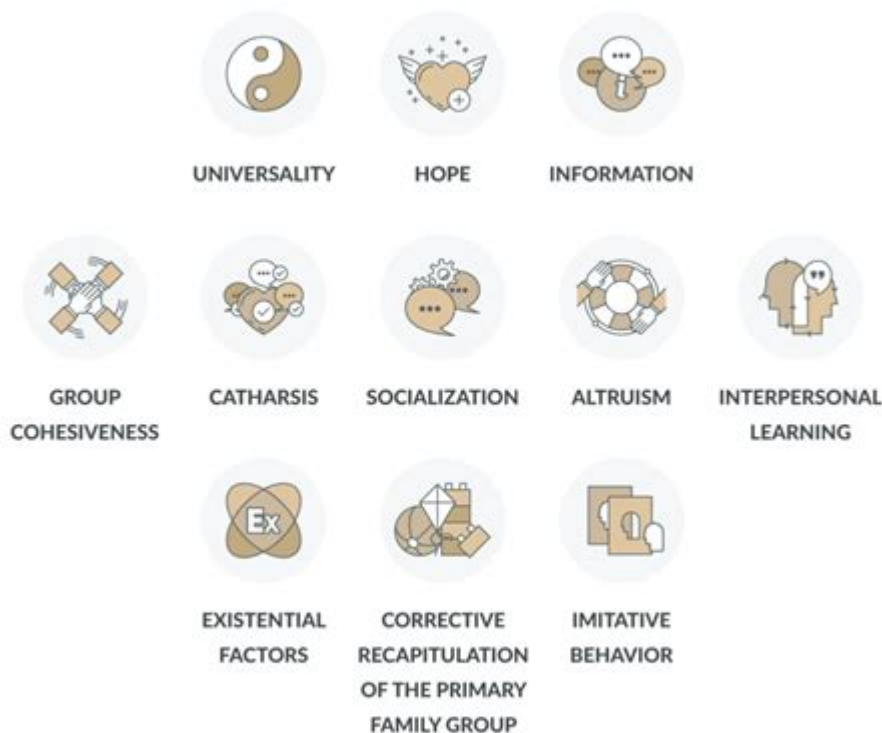 UNIVERSALITY
HOPE
INFORMATION
GROUP
COHESIVENESS
CATHARSIS
SOCIALIZATION
ALTRUISM
INTERPERSONAL
LEARNING
Ex
EXISTENTIAL
FACTORS
CORRECTIVE
RECAPITULATION
OF THE PRIMARY
FAMILY GROUP
IMITATIVE
BEHAVIOR